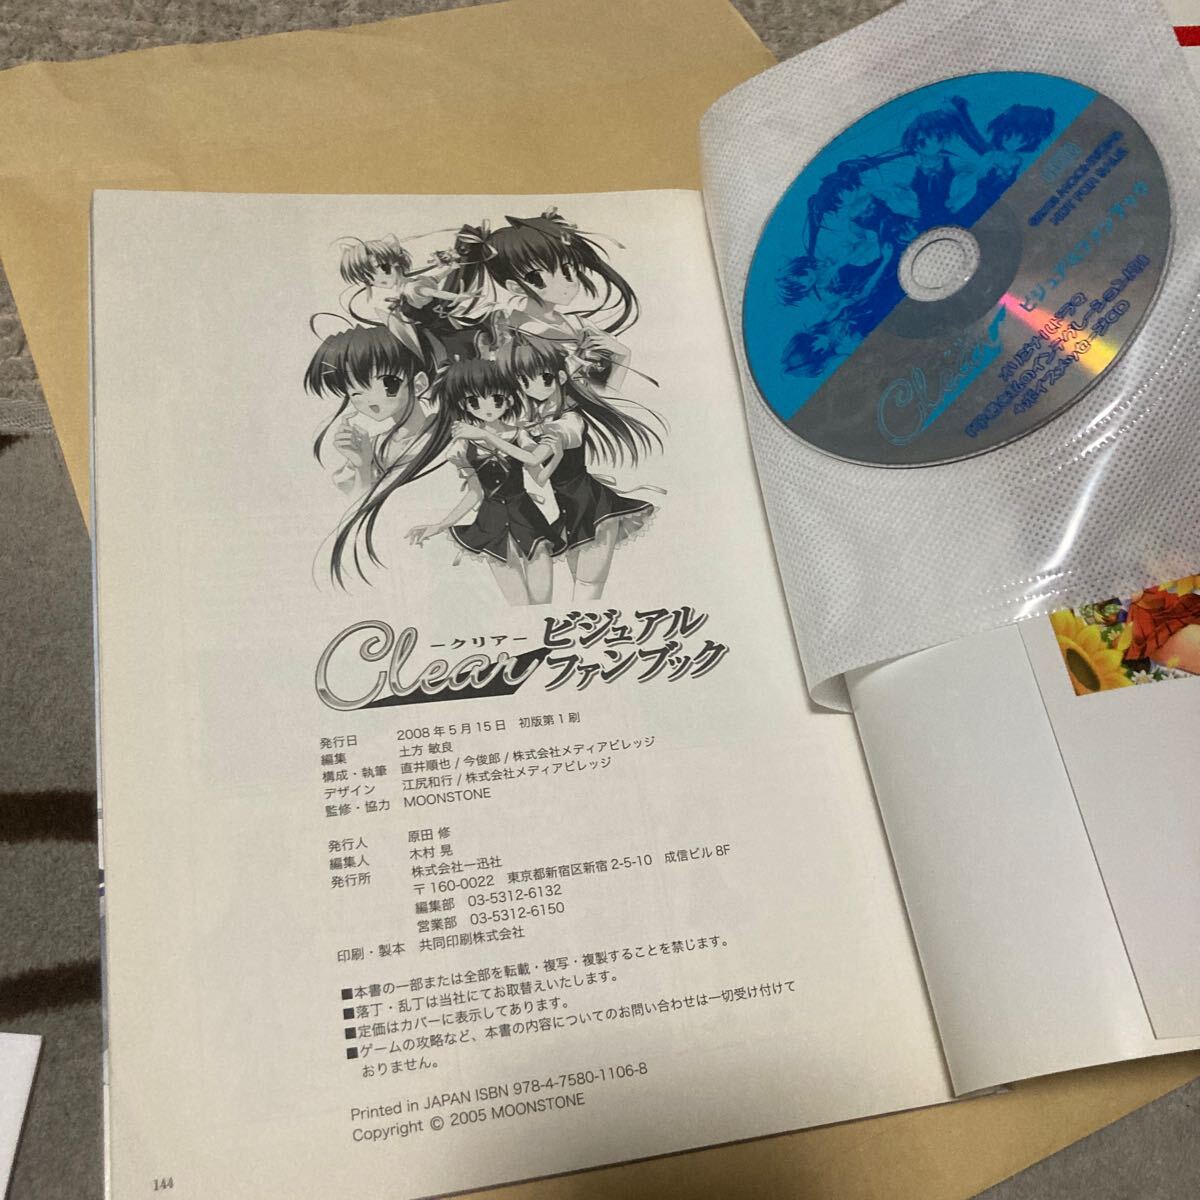 Clear
－クリア－
ビジュアル
ファンブック
発行日 2008年5月15日 初版第1刷
編集 土方 敏良
構成・執筆 直井順也/今俊郎/株式会社メディアビレッジ
デザイン 江尻和行/株式会社メディアビレッジ
監修・協力 MOONSTONE
発行人 原田 修
編集人 木村 晃
発行所 株式会社一迅社
〒160-0022 東京都新宿区新宿2-5-10 成信ビル8F
編集部 03-5312-6132
営業部 03-5312-6150
印刷・製本 共同印刷株式会社
■本書の一部または全部を転載・複写・複製することを禁じます。
■落丁・乱丁は当社にてお取替えいたします。
■定価はカバーに表示してあります。
■ゲームの攻略など、本書の内容についてのお問い合わせは一切受け付けて
おりません。
Printed in JAPAN ISBN 978-4-7580-1106-8
Copyright © 2005 MOONSTONE
144
Clear
ビジュアルファンブック
NOT FOR SALE